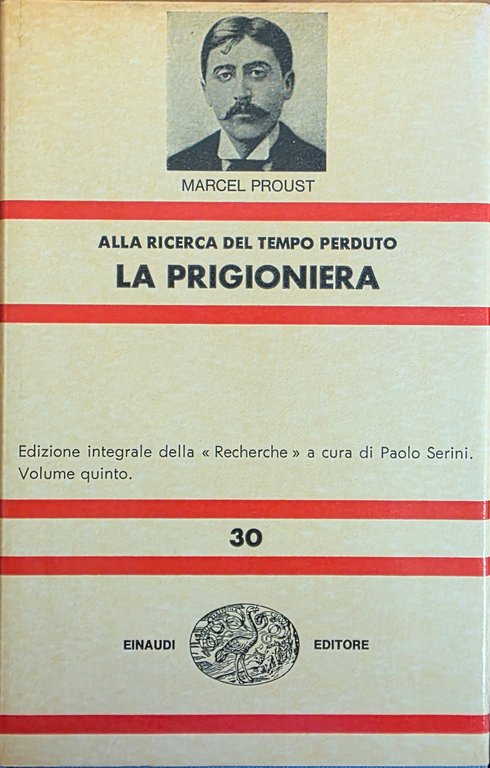 MARCEL PROUST
ALLA RICERCA DEL TEMPO PERDUTO
LA PRIGIONIERA
Edizione integrale della « Recherche » a cura di Paolo Serini.
Volume quinto.
30
EINAUDI EDITORE